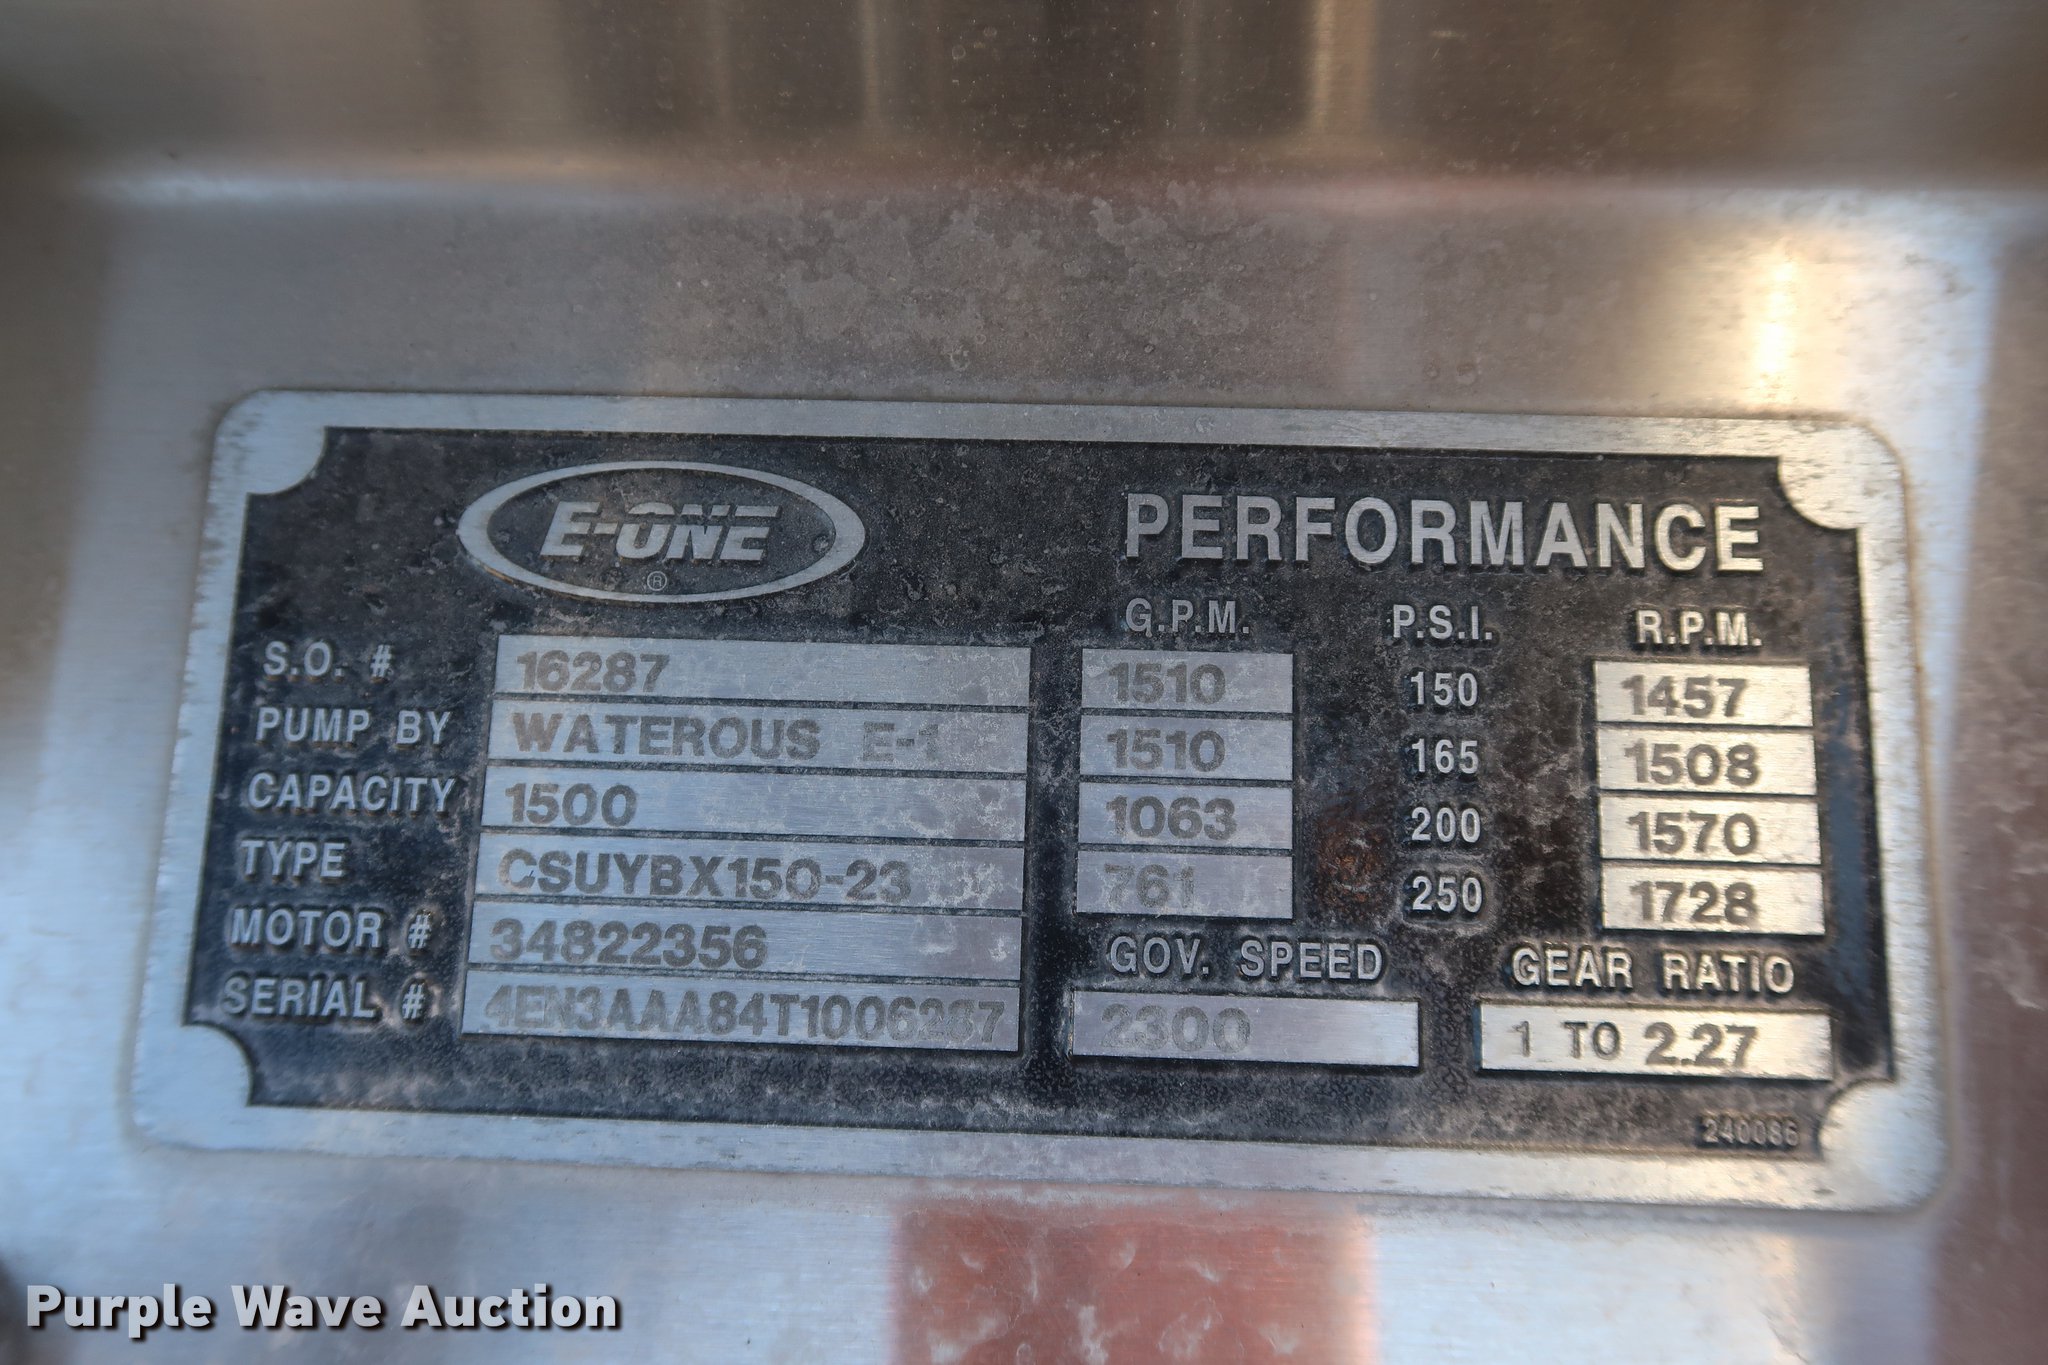 E-ONE
®
S.O. # 16287
PUMP BY WATEROUS E-1
CAPACITY 1500
TYPE CSUYBX150-23
MOTOR # 34822356
SERIAL # 4EN3AAA84T1006287
PERFORMANCE
G.P.M. P.S.I. R.P.M.
1510 150 1457
1510 165 1508
1063 200 1570
761 250 1728
GOV. SPEED GEAR RATIO
2300 1 TO 2.27
240086
Purple Wave Auction